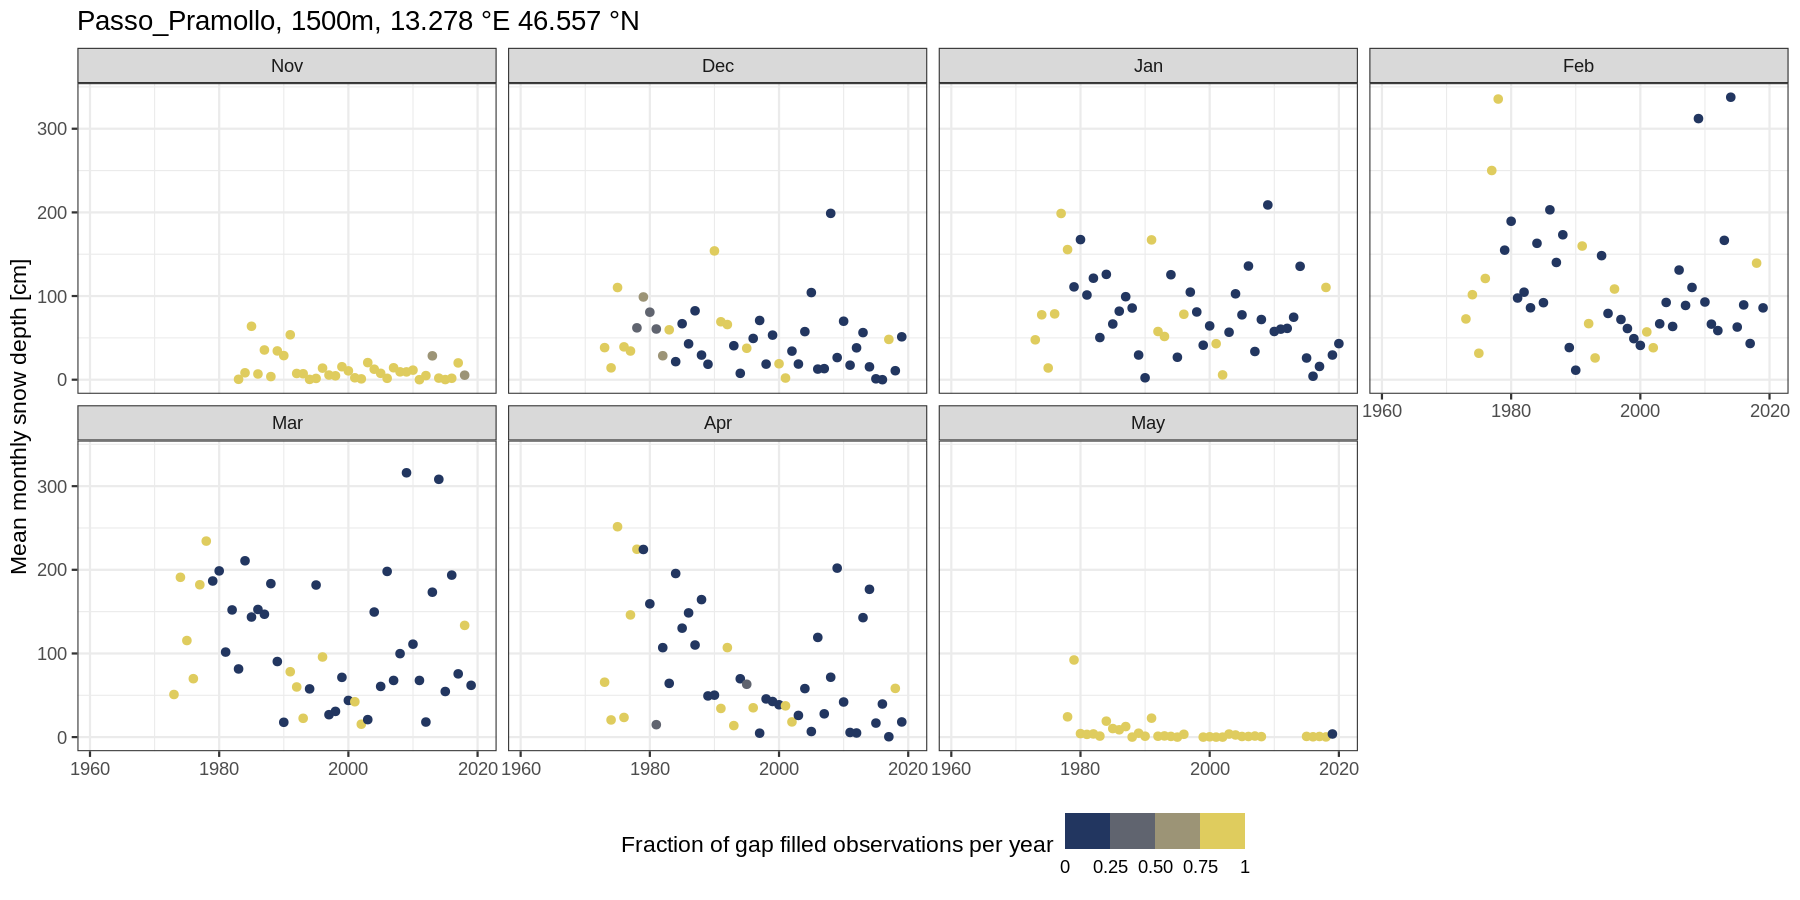 Passo_Pramollo, 1500m, 13.278 °E 46.557 °N
Nov
Dec
Jan
Feb
Mean monthly snow depth [cm]
300
200
100
0
1960
1980
2000
2020
Mar
Apr
May
300
200
100
0
1960
1980
2000
2020
1960
1980
2000
2020
1960
1980
2000
2020
Fraction of gap filled observations per year
0
0.25
0.50
0.75
1